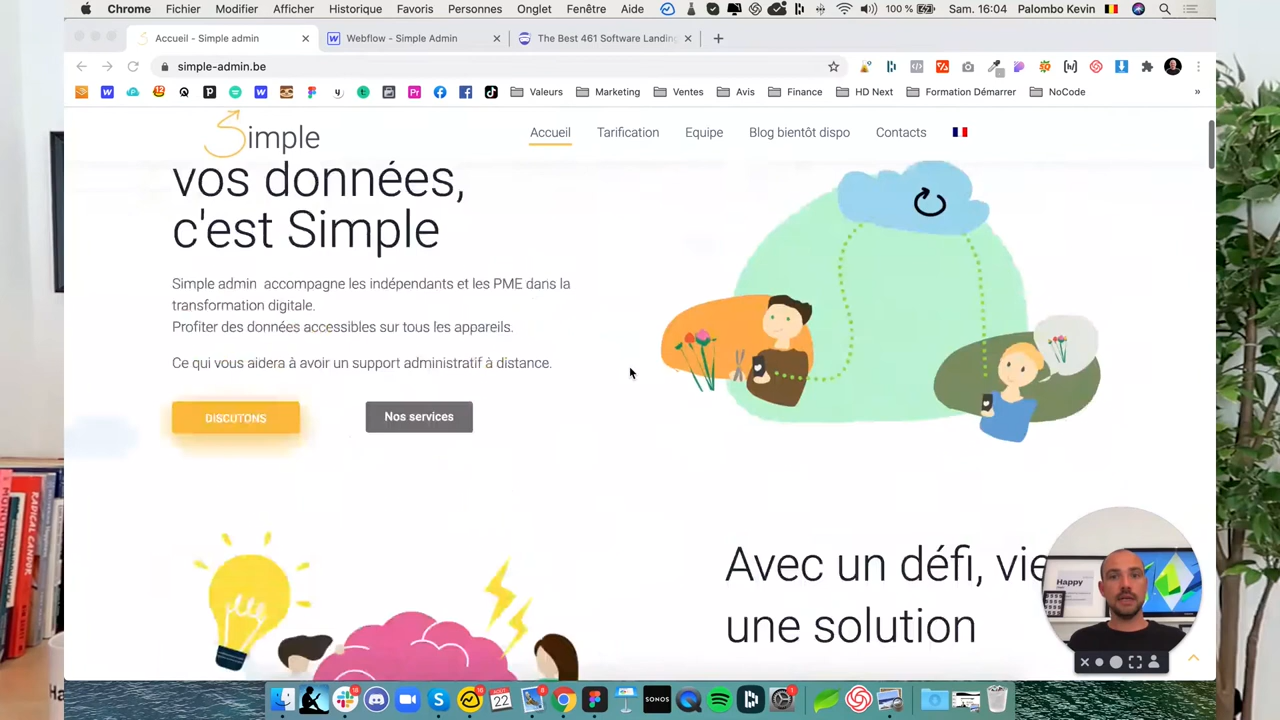 Chrome Fichier Modifier Afficher Historique Favoris Personnes Onglet Fenêtre Aide 100 % Sam. 16:04 Palombo Kevin
Accueil - Simple admin Webflow - Simple Admin The Best 461 Software Landing
simple-admin.be
Valeurs Marketing Ventes Avis Finance HD Next Formation Démarrer NoCode »
Simple Accueil Tarification Equipe Blog bientôt dispo Contacts
vos données,
c'est Simple
Simple admin accompagne les indépendants et les PME dans la
transformation digitale.
Profiter des données accessibles sur tous les appareils.
Ce qui vous aidera à avoir un support administratif à distance.
DISCUTONS Nos services
Avec un défi, vie
une solution
Happy
RADICAL CANDOR
SONOS